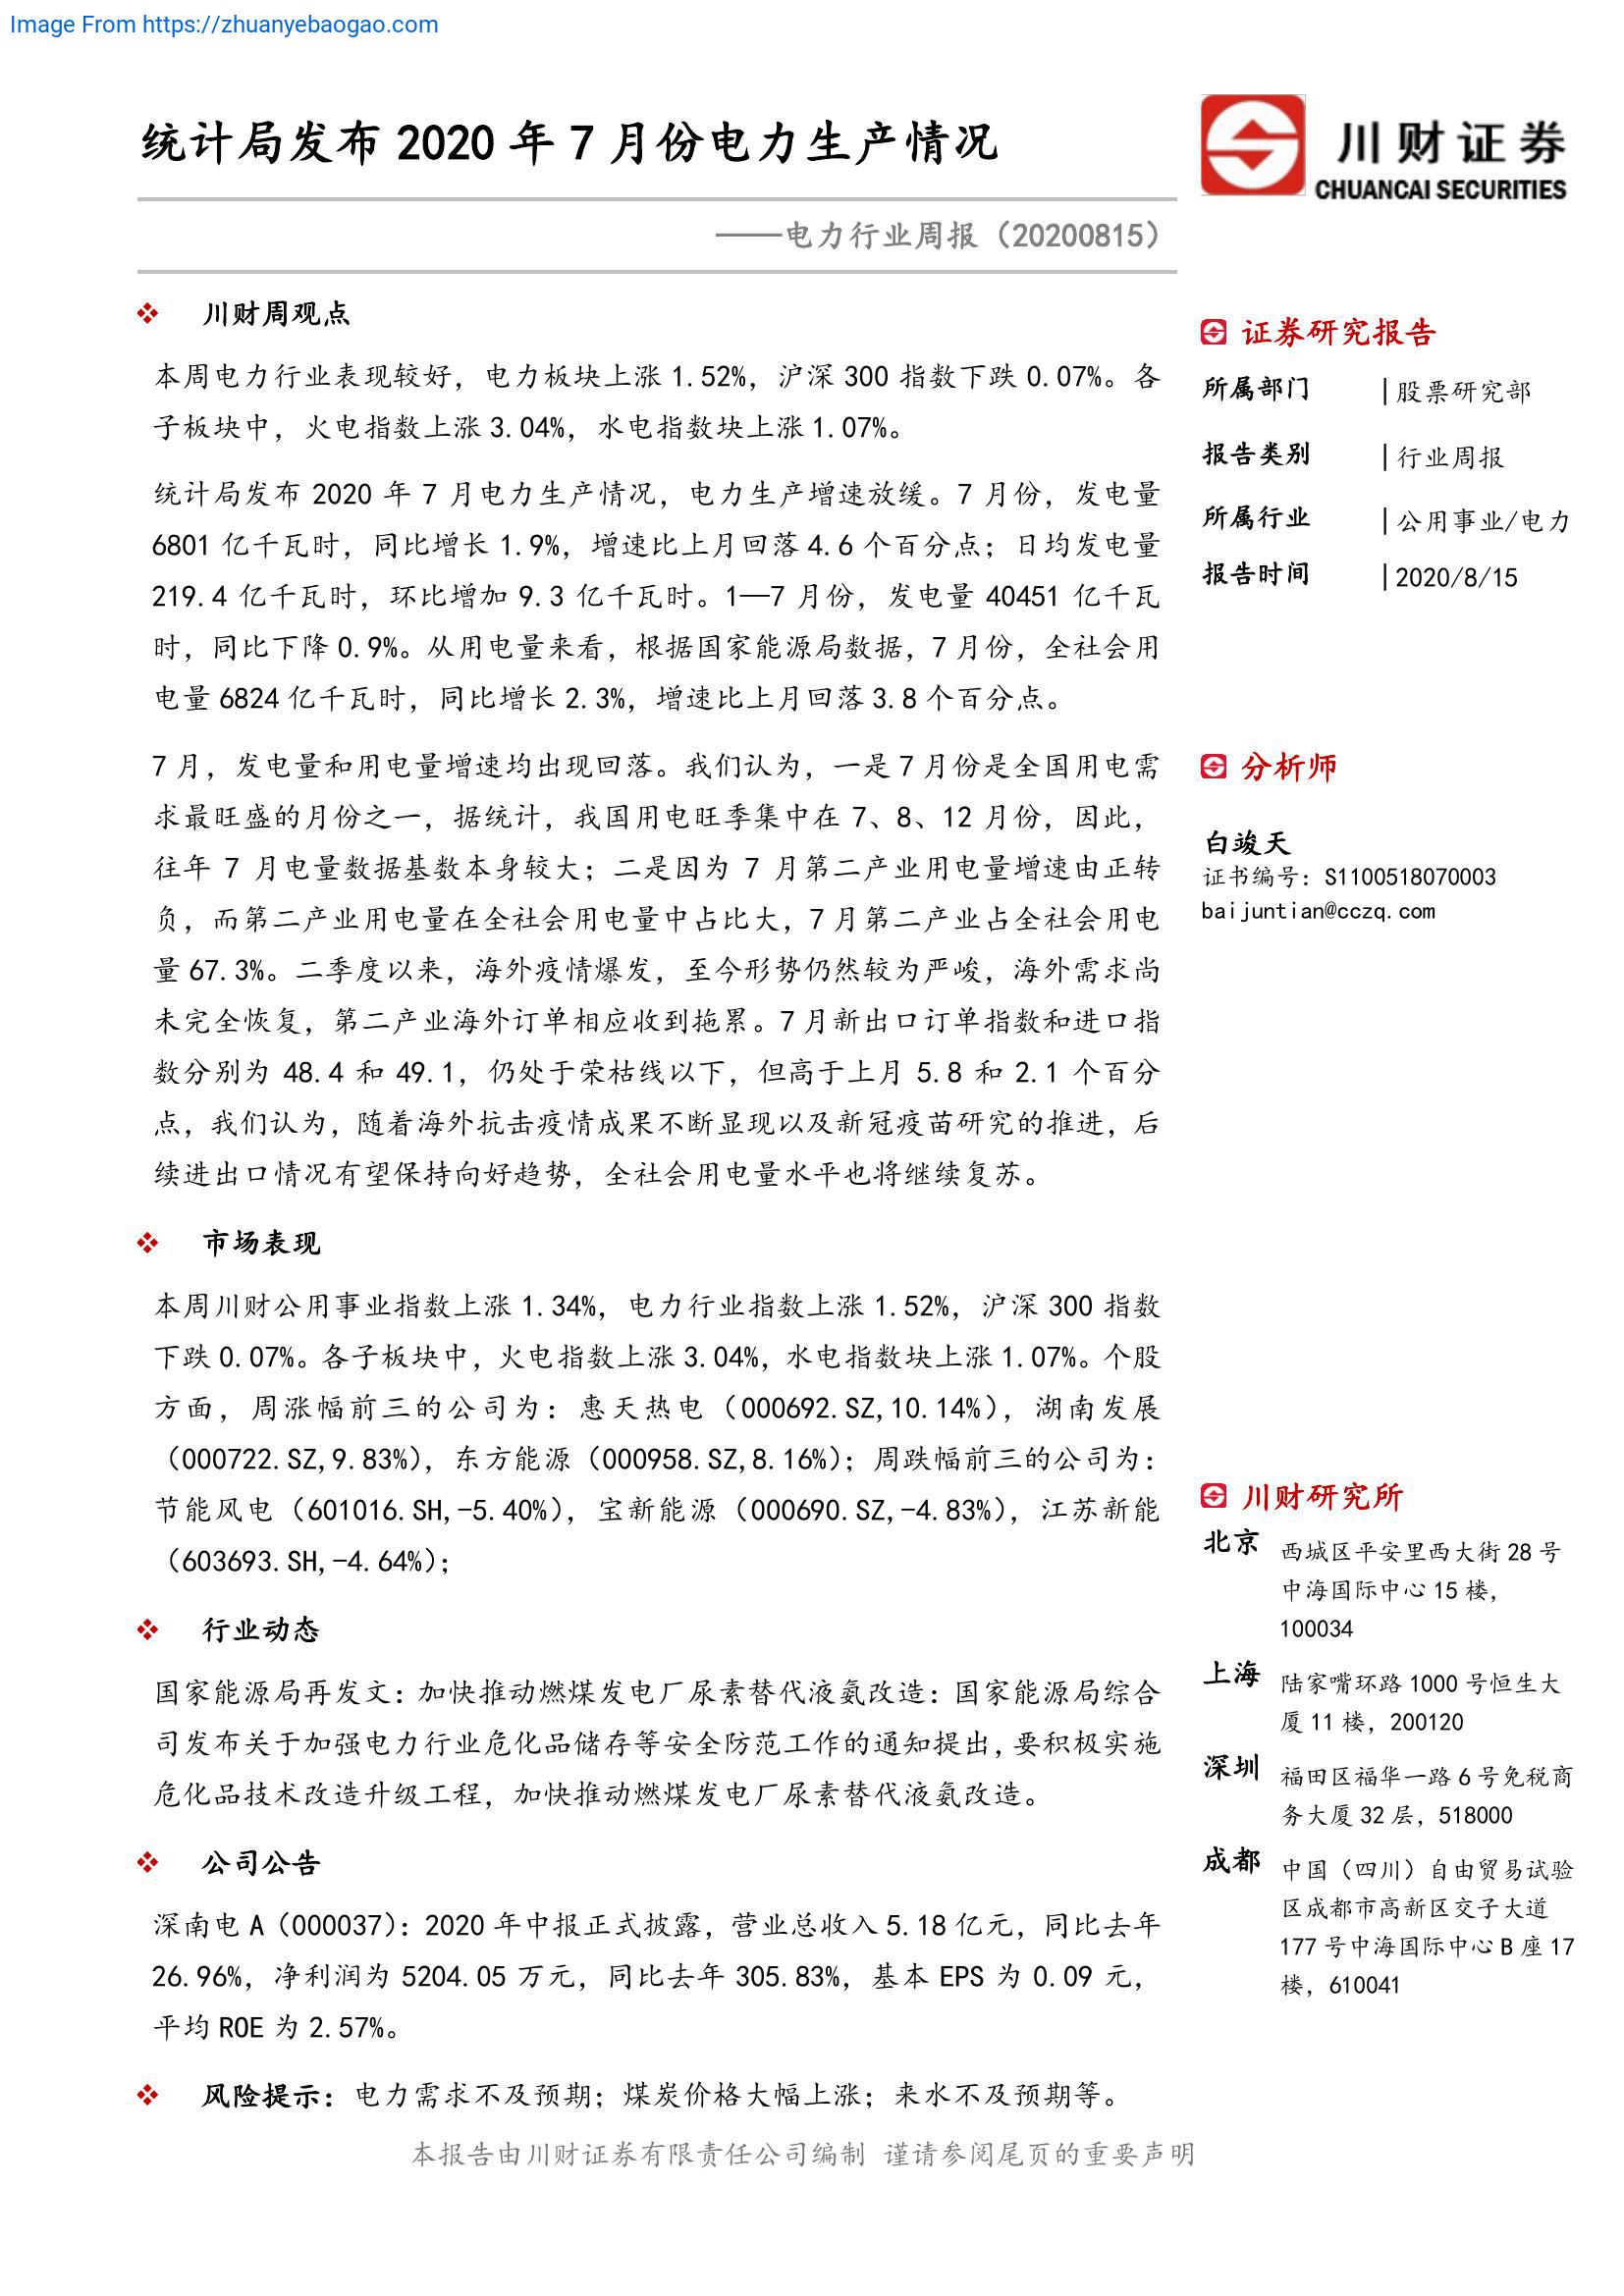 Image From https://zhuanyebaogao.com
统计局发布 2020 年 7 月份电力生产情况
——电力行业周报（20200815）
川财证券
CHUANCAI SECURITIES
川财周观点
本周电力行业表现较好，电力板块上涨 1.52%，沪深 300 指数下跌 0.07%。各
子板块中，火电指数上涨 3.04%，水电指数块上涨 1.07%。
统计局发布 2020 年 7 月电力生产情况，电力生产增速放缓。7 月份，发电量
6801 亿千瓦时，同比增长 1.9%，增速比上月回落 4.6 个百分点；日均发电量
219.4 亿千瓦时，环比增加 9.3 亿千瓦时。1—7 月份，发电量 40451 亿千瓦
时，同比下降 0.9%。从用电量来看，根据国家能源局数据，7 月份，全社会用
电量 6824 亿千瓦时，同比增长 2.3%，增速比上月回落 3.8 个百分点。
7 月，发电量和用电量增速均出现回落。我们认为，一是 7 月份是全国用电需
求最旺盛的月份之一，据统计，我国用电旺季集中在 7、8、12 月份，因此，
往年 7 月电量数据基数本身较大；二是因为 7 月第二产业用电量增速由正转
负，而第二产业用电量在全社会用电量中占比大，7 月第二产业占全社会用电
量 67.3%。二季度以来，海外疫情爆发，至今形势仍然较为严峻，海外需求尚
未完全恢复，第二产业海外订单相应收到拖累。7 月新出口订单指数和进口指
数分别为 48.4 和 49.1，仍处于荣枯线以下，但高于上月 5.8 和 2.1 个百分
点，我们认为，随着海外抗击疫情成果不断显现以及新冠疫苗研究的推进，后
续进出口情况有望保持向好趋势，全社会用电量水平也将继续复苏。
市场表现
本周川财公用事业指数上涨 1.34%，电力行业指数上涨 1.52%，沪深 300 指数
下跌 0.07%。各子板块中，火电指数上涨 3.04%，水电指数块上涨 1.07%。个股
方面，周涨幅前三的公司为：惠天热电（000692.SZ,10.14%），湖南发展
（000722.SZ,9.83%），东方能源（000958.SZ,8.16%）；周跌幅前三的公司为：
节能风电（601016.SH,-5.40%），宝新能源（000690.SZ,-4.83%），江苏新能
（603693.SH,-4.64%）；
行业动态
国家能源局再发文：加快推动燃煤发电厂尿素替代液氨改造：国家能源局综合
司发布关于加强电力行业危化品储存等安全防范工作的通知提出，要积极实施
危化品技术改造升级工程，加快推动燃煤发电厂尿素替代液氨改造。
公司公告
深南电 A（000037）：2020 年中报正式披露，营业总收入 5.18 亿元，同比去年
26.96%，净利润为 5204.05 万元，同比去年 305.83%，基本 EPS 为 0.09 元，
平均 ROE 为 2.57%。
风险提示：电力需求不及预期；煤炭价格大幅上涨；来水不及预期等。
证券研究报告
所属部门 | 股票研究部
报告类别 | 行业周报
所属行业 | 公用事业/电力
报告时间 | 2020/8/15
分析师
白竣天
证书编号：S1100518070003
baijuntian@cczq.com
川财研究所
北京 西城区平安里西大街 28 号
中海国际中心 15 楼，
100034
上海 陆家嘴环路 1000 号恒生大
厦 11 楼，200120
深圳 福田区福华一路 6 号免税商
务大厦 32 层，518000
成都 中国（四川）自由贸易试验
区成都市高新区交子大道
177 号中海国际中心 B 座 17
楼，610041
本报告由川财证券有限责任公司编制 谨请参阅尾页的重要声明